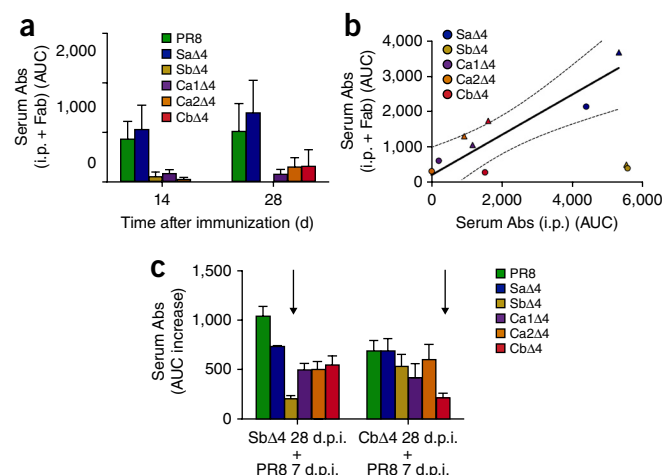 a
Serum Abs
(i.p. + Fab) (AUC)
2,000
1,000
0
14
28
Time after immunization (d)
PR8
SaΔ4
SbΔ4
Ca1Δ4
Ca2Δ4
CbΔ4
b
Serum Abs
(i.p. + Fab) (AUC)
4,000
3,000
2,000
1,000
0
0
2,000
4,000
6,000
Serum Abs (i.p.) (AUC)
SaΔ4
SbΔ4
Ca1Δ4
Ca2Δ4
CbΔ4
c
Serum Abs
(AUC increase)
1,500
1,000
500
0
SbΔ4 28 d.p.i.
+
PR8 7 d.p.i.
CbΔ4 28 d.p.i.
+
PR8 7 d.p.i.
PR8
SaΔ4
SbΔ4
Ca1Δ4
Ca2Δ4
CbΔ4